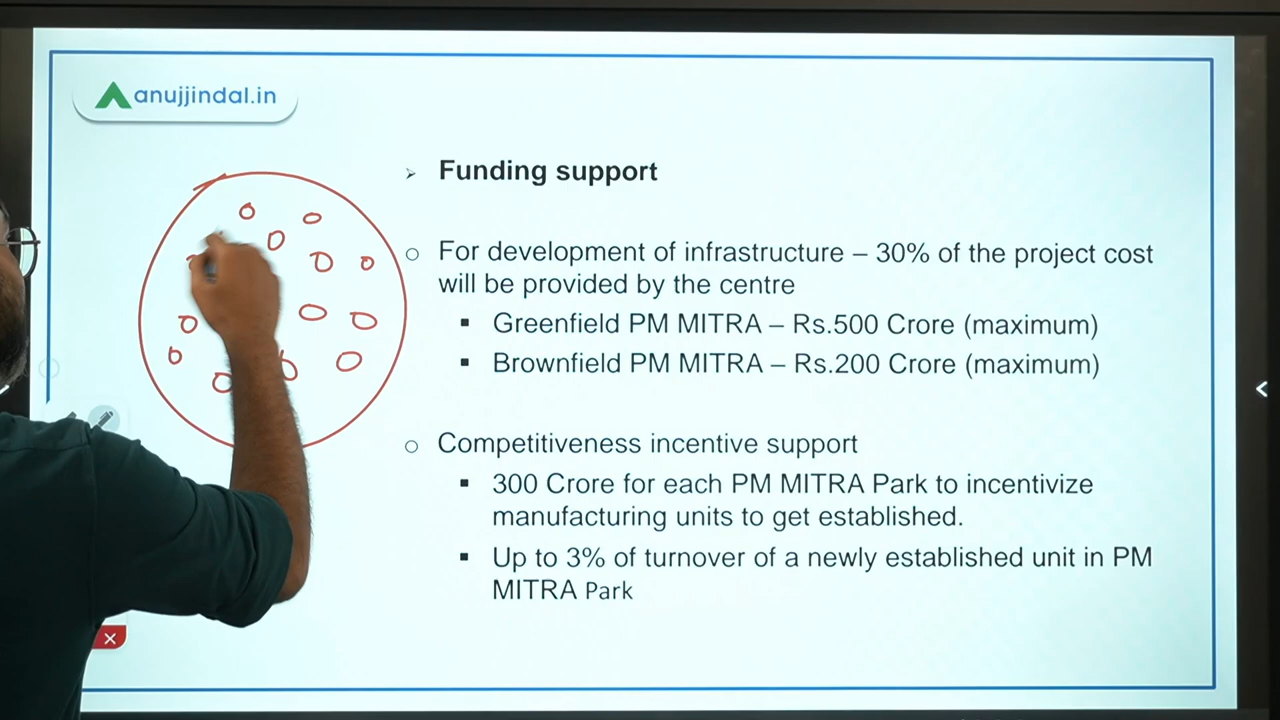 anujjindal.in
Funding support
For development of infrastructure – 30% of the project cost
will be provided by the centre
Greenfield PM MITRA – Rs.500 Crore (maximum)
Brownfield PM MITRA – Rs.200 Crore (maximum)
Competitiveness incentive support
300 Crore for each PM MITRA Park to incentivize
manufacturing units to get established.
Up to 3% of turnover of a newly established unit in PM
MITRA Park